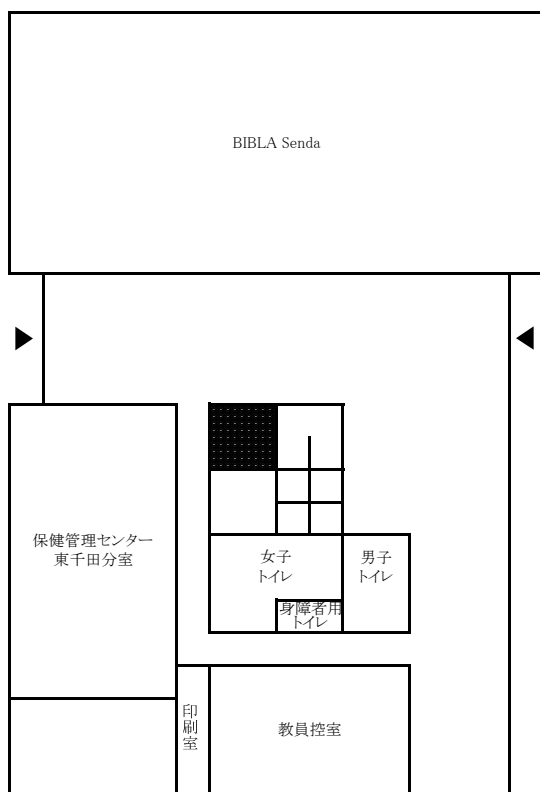 BIBLA Senda
保健管理センター
東千田分室
女子
トイレ
男子
トイレ
身障者用
トイレ
印刷室
教員控室